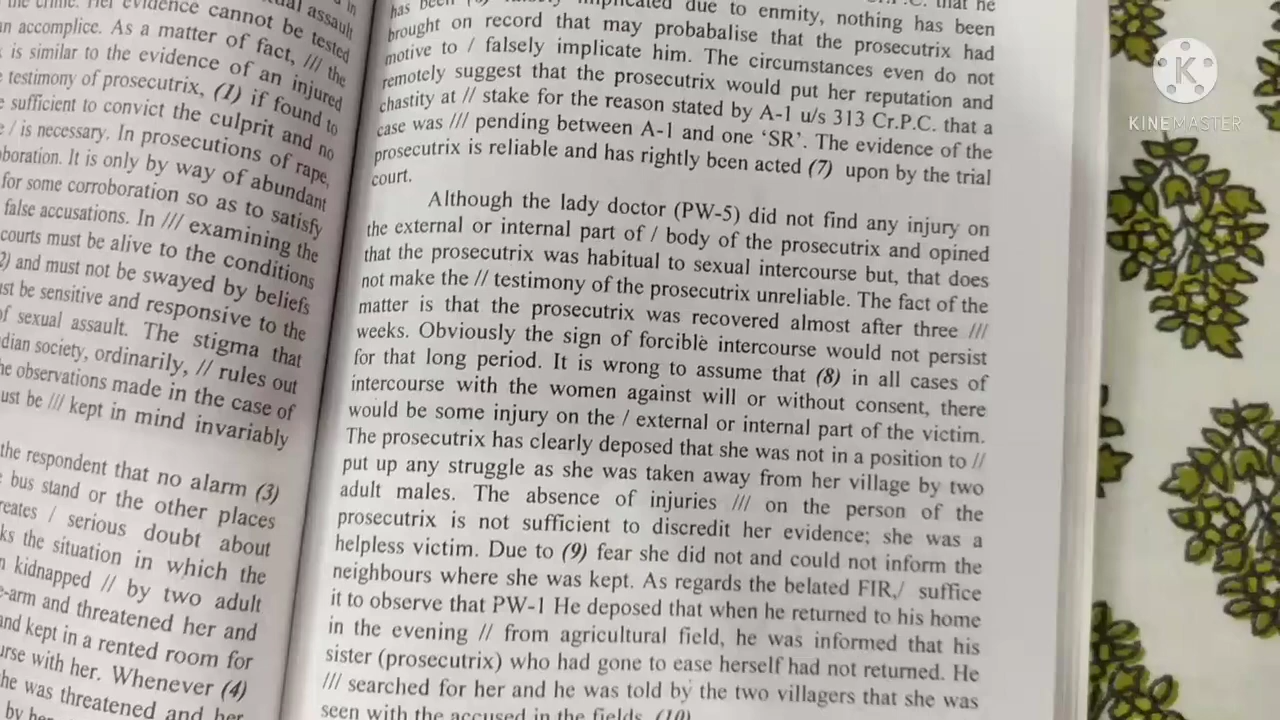 the crime. Her evidence cannot be tested
an accomplice. As a matter of fact, /// the
is similar to the evidence of an injured
testimony of prosecutrix, (1) if found to
sufficient to convict the culprit and no
/ is necessary. In prosecutions of rape,
It is only by way of abundant
for some corroboration so as to satisfy
false accusations. In /// examining the
courts must be alive to the conditions
and must not be swayed by beliefs
be sensitive and responsive to the
of sexual assault. The stigma that
society, ordinarily, // rules out
observations made in the case of
be /// kept in mind invariably
the respondent that no alarm (3)
bus stand or the other places
/ serious doubt about
the situation in which the
kidnapped // by two adult
and threatened her and
and kept in a rented room for
with her. Whenever (4)
was threatened and her
by her
that he
has been implicated due to enmity, nothing has been
brought on record that may probabalise that the prosecutrix had
motive to / falsely implicate him. The circumstances even do not
remotely suggest that the prosecutrix would put her reputation and
chastity at // stake for the reason stated by A-1 u/s 313 Cr.P.C. that a
case was /// pending between A-1 and one ‘SR’. The evidence of the
prosecutrix is reliable and has rightly been acted (7) upon by the trial
court.
Although the lady doctor (PW-5) did not find any injury on
the external or internal part of / body of the prosecutrix and opined
that the prosecutrix was habitual to sexual intercourse but, that does
not make the // testimony of the prosecutrix unreliable. The fact of the
matter is that the prosecutrix was recovered almost after three ///
weeks. Obviously the sign of forcible intercourse would not persist
for that long period. It is wrong to assume that (8) in all cases of
intercourse with the women against will or without consent, there
would be some injury on the / external or internal part of the victim.
The prosecutrix has clearly deposed that she was not in a position to //
put up any struggle as she was taken away from her village by two
adult males. The absence of injuries /// on the person of the
prosecutrix is not sufficient to discredit her evidence; she was a
helpless victim. Due to (9) fear she did not and could not inform the
neighbours where she was kept. As regards the belated FIR,/ suffice
it to observe that PW-1 He deposed that when he returned to his home
in the evening // from agricultural field, he was informed that his
sister (prosecutrix) who had gone to ease herself had not returned. He
/// searched for her and he was told by the two villagers that she was
seen with the accused in the fields. (10)
K
KINEMASTER